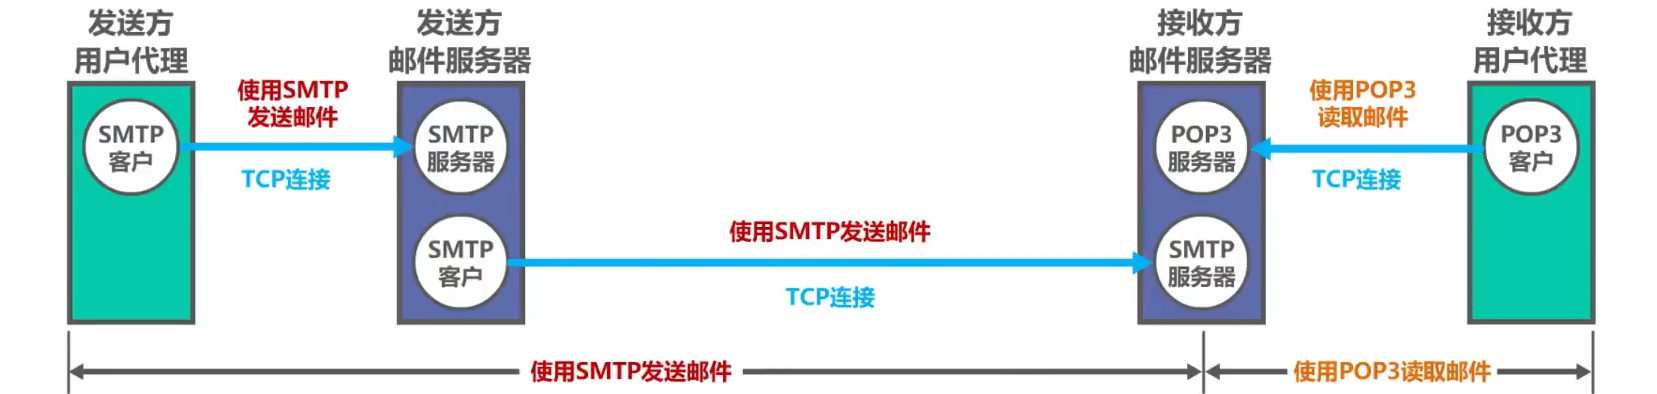 发送方
用户代理
发送方
邮件服务器
接收方
邮件服务器
接收方
用户代理
使用SMTP
发送邮件
使用POP3
读取邮件
SMTP
客户
SMTP
服务器
POP3
服务器
POP3
客户
TCP连接
TCP连接
SMTP
客户
使用SMTP发送邮件
SMTP
服务器
TCP连接
使用SMTP发送邮件
使用POP3读取邮件